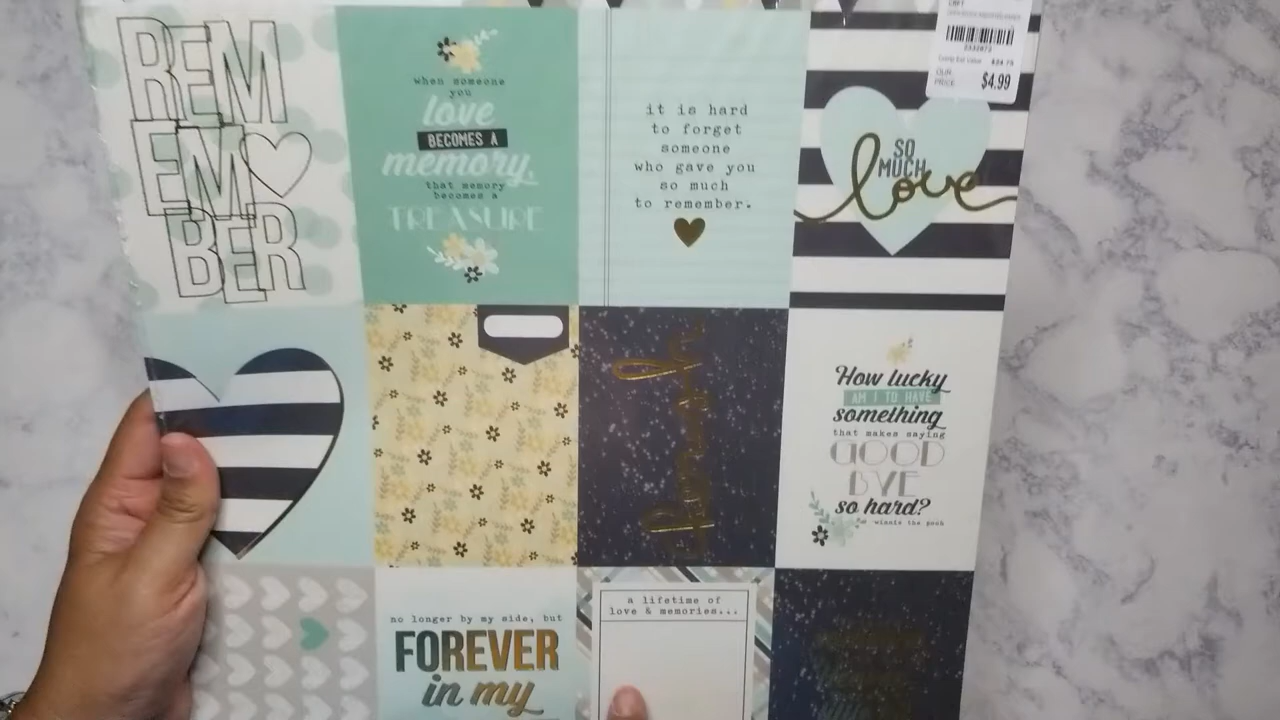 REM
EM
BER
when someone
you
love
BECOMES A
memory,
that memory
becomes a
TREASURE
it is hard
to forget
someone
who gave you
so much
to remember.
SO
MUCH
love
2332872
$24.75
OUR
PRICE
$4.99
How lucky
AM I TO HAVE
something
that makes saying
GOOD
BYE
so hard?
winnie the pooh
no longer by my side, but
FOREVER
in my
a lifetime of
love & memories...